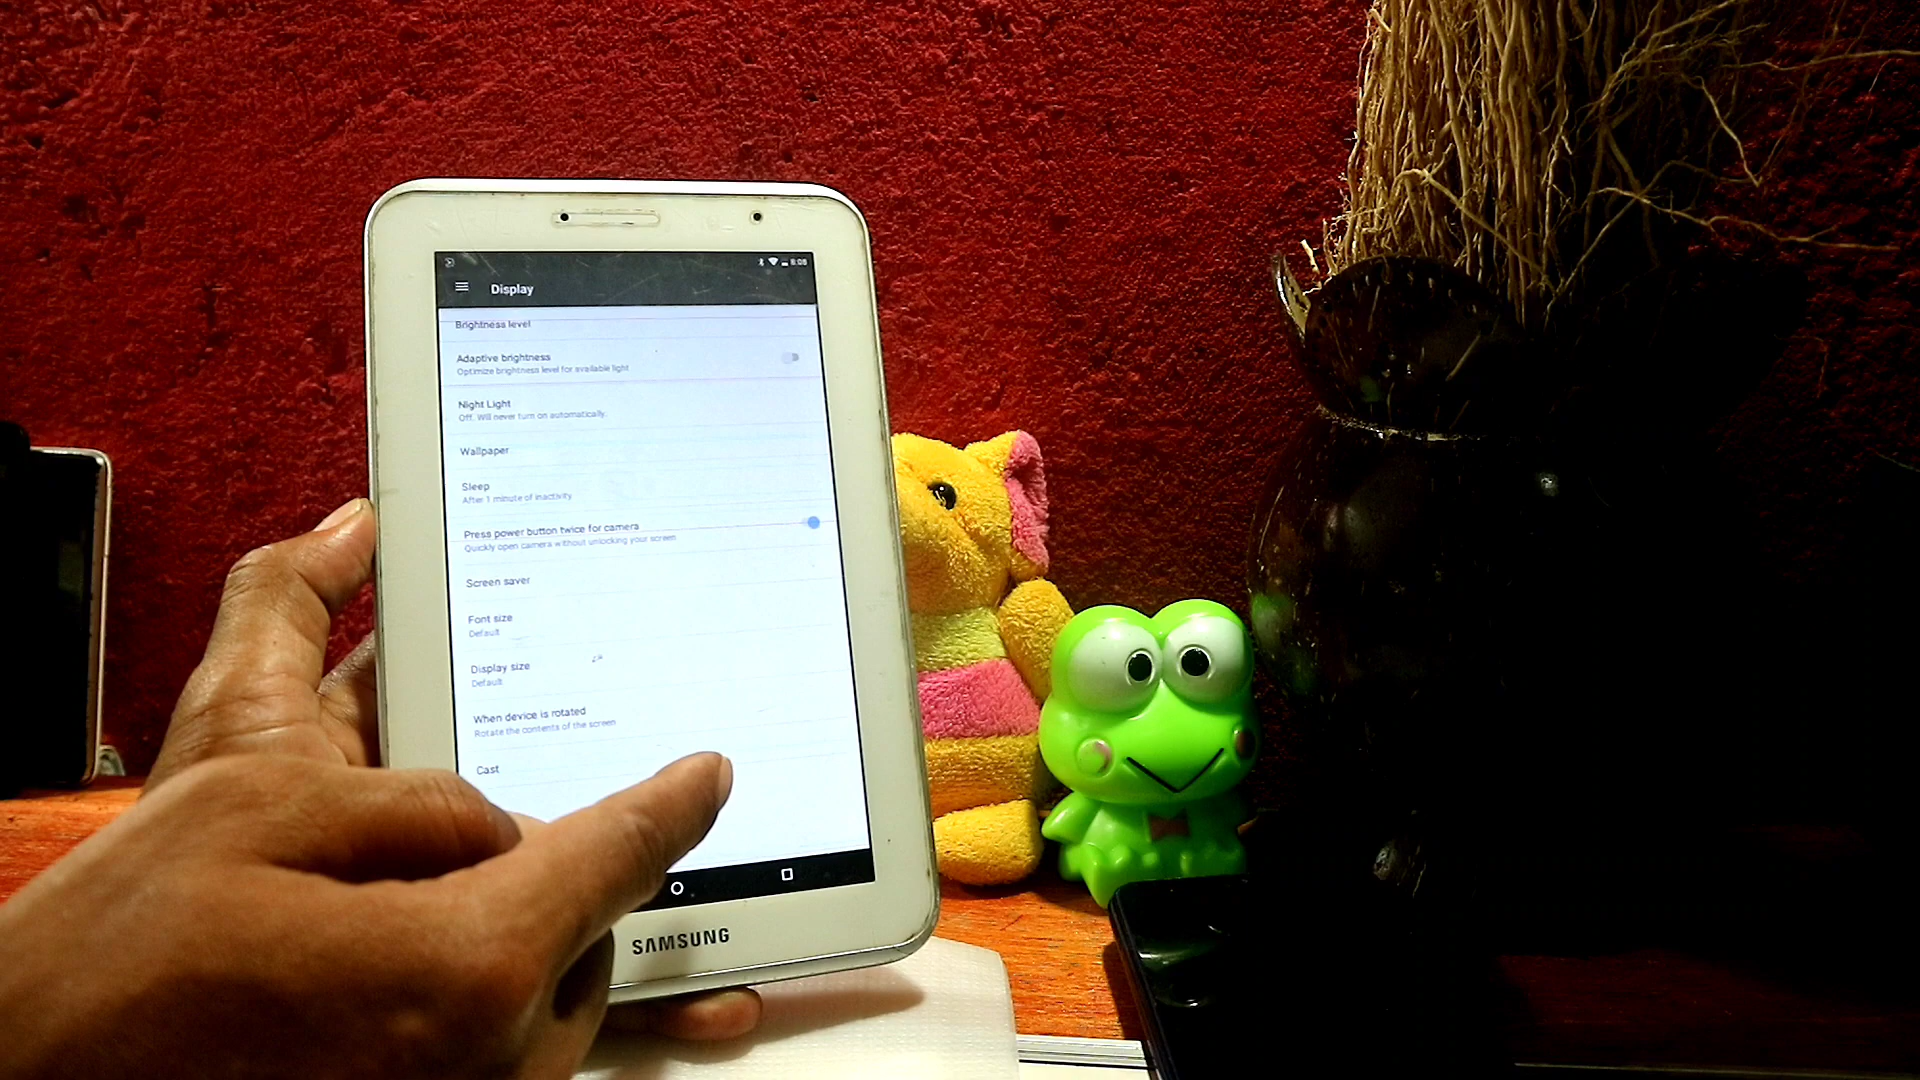 8:08
Display
Brightness level
Adaptive brightness
Optimize brightness level for available light
Night Light
Off. Will never turn on automatically.
Wallpaper
Sleep
After 1 minute of inactivity
Press power button twice for camera
Quickly open camera without unlocking your screen
Screen saver
Font size
Default
Display size
Default
When device is rotated
Rotate the contents of the screen
Cast
SAMSUNG